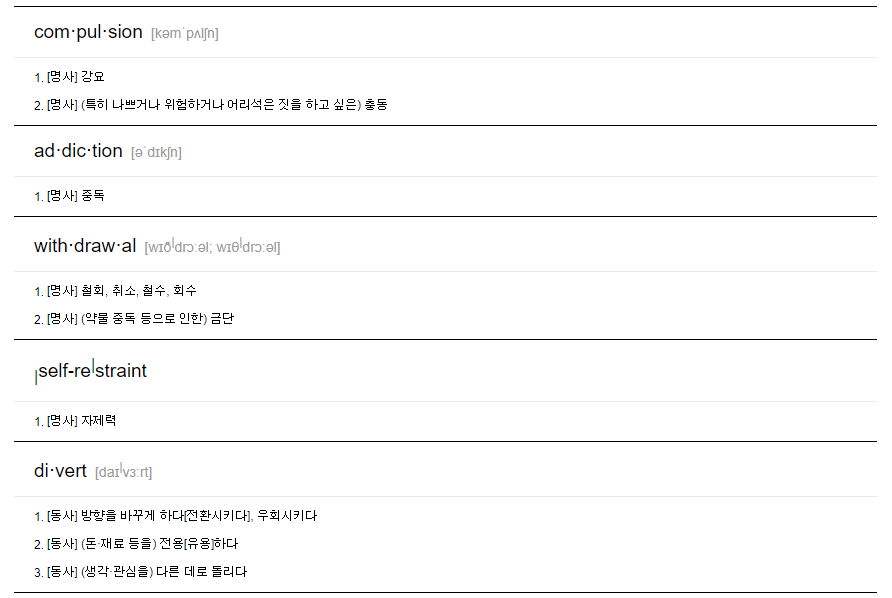 com·pul·sion [kəmˈpʌlʃn]
1. [명사] 강요
2. [명사] (특히 나쁘거나 위험하거나 어리석은 짓을 하고 싶은) 충동
ad·dic·tion [əˈdɪkʃn]
1. [명사] 중독
with·draw·al [wɪðˈdrɔːəl; wɪθˈdrɔːəl]
1. [명사] 철회, 취소, 철수, 회수
2. [명사] (약물 중독 등으로 인한) 금단
ˌself-reˈstraint
1. [명사] 자제력
di·vert [daɪˈvɜːrt]
1. [동사] 방향을 바꾸게 하다[전환시키다], 우회시키다
2. [동사] (돈·재료 등을) 전용[유용]하다
3. [동사] (생각·관심을) 다른 데로 돌리다